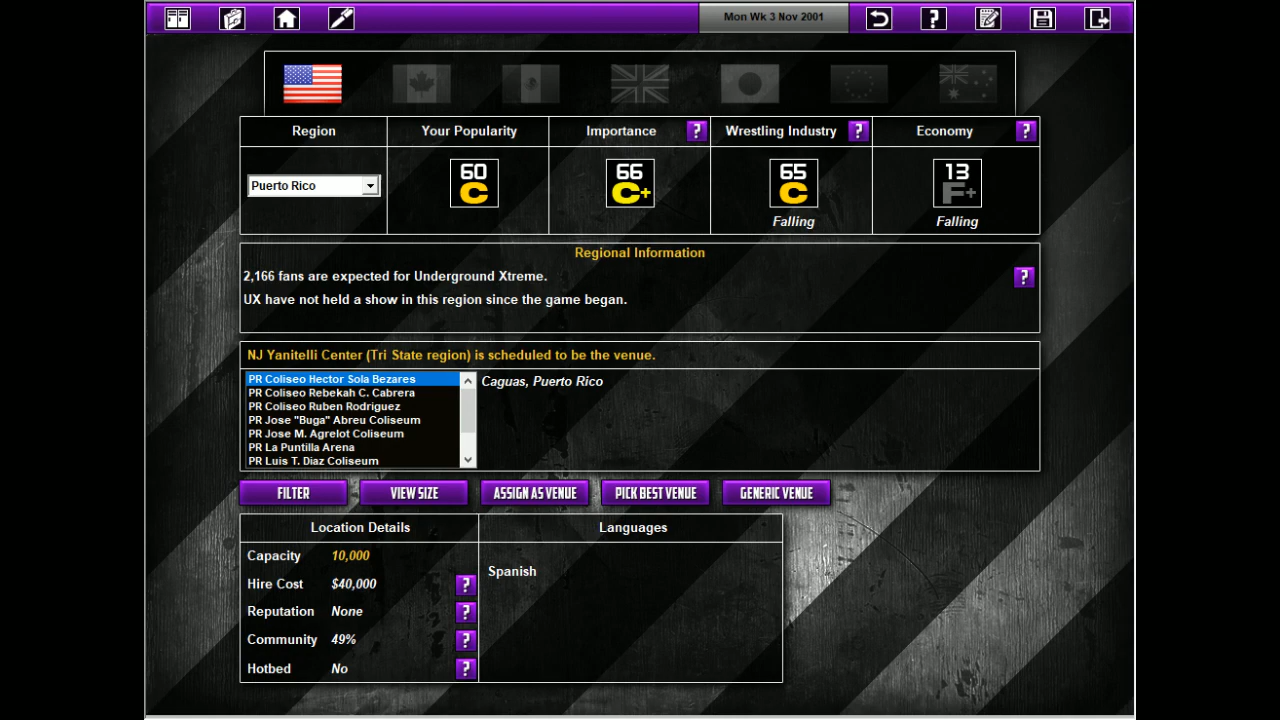 Mon Wk 3 Nov 2001
?
Region
Your Popularity
Importance ?
Wrestling Industry ?
Economy ?
Puerto Rico
60
C
66
C+
65
C
Falling
13
F+
Falling
Regional Information
2,166 fans are expected for Underground Xtreme.
?
UX have not held a show in this region since the game began.
NJ Yanitelli Center (Tri State region) is scheduled to be the venue.
PR Coliseo Hector Sola Bezares
PR Coliseo Rebekah C. Cabrera
PR Coliseo Ruben Rodriguez
PR Jose "Buga" Abreu Coliseum
PR Jose M. Agrelot Coliseum
PR La Puntilla Arena
PR Luis T. Diaz Coliseum
Caguas, Puerto Rico
FILTER
VIEW SIZE
ASSIGN AS VENUE
PICK BEST VENUE
GENERIC VENUE
Location Details
Languages
Capacity 10,000
Hire Cost $40,000 ?
Reputation None ?
Community 49% ?
Hotbed No ?
Spanish